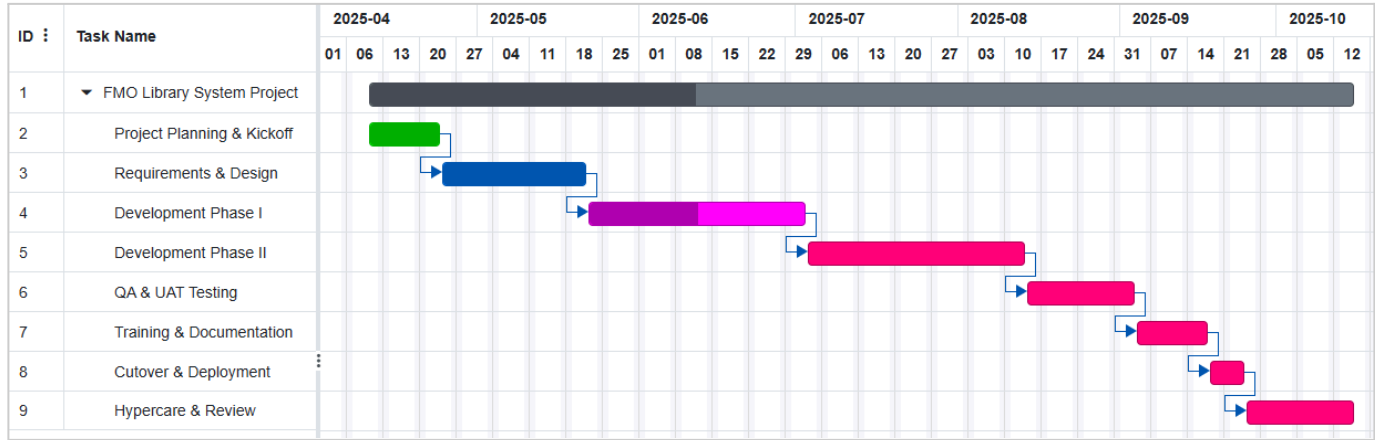 ID Task Name 2025-04 2025-05 2025-06 2025-07 2025-08 2025-09 2025-10
01 06 13 20 27 04 11 18 25 01 08 15 22 29 06 13 20 27 03 10 17 24 31 07 14 21 28 05 12
1 FMO Library System Project
2 Project Planning & Kickoff
3 Requirements & Design
4 Development Phase I
5 Development Phase II
6 QA & UAT Testing
7 Training & Documentation
8 Cutover & Deployment
9 Hypercare & Review